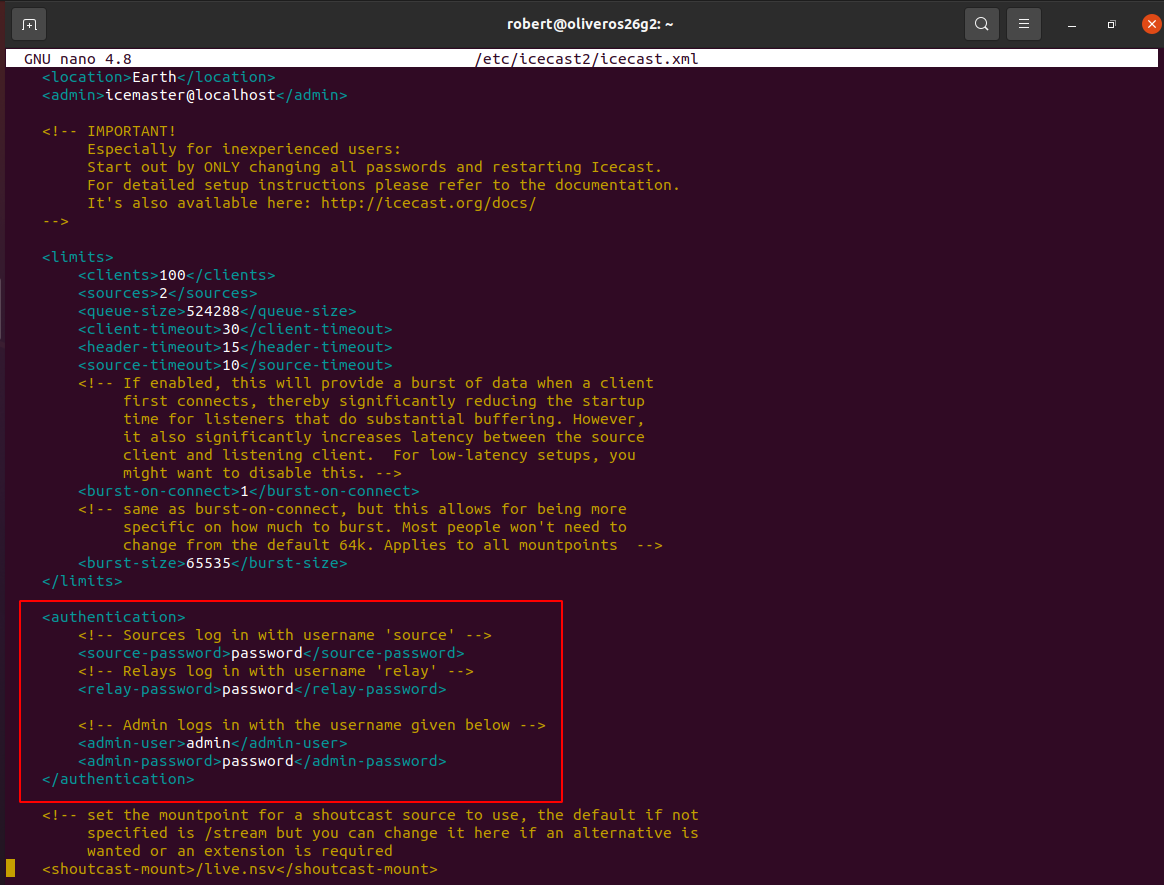 robert@oliveros26g2: ~
GNU nano 4.8 /etc/icecast2/icecast.xml
<location>Earth</location>
<admin>icemaster@localhost</admin>
<!-- IMPORTANT!
Especially for inexperienced users:
Start out by ONLY changing all passwords and restarting Icecast.
For detailed setup instructions please refer to the documentation.
It's also available here: http://icecast.org/docs/
-->
<limits>
<clients>100</clients>
<sources>2</sources>
<queue-size>524288</queue-size>
<client-timeout>30</client-timeout>
<header-timeout>15</header-timeout>
<source-timeout>10</source-timeout>
<!-- If enabled, this will provide a burst of data when a client
first connects, thereby significantly reducing the startup
time for listeners that do substantial buffering. However,
it also significantly increases latency between the source
client and listening client.  For low-latency setups, you
might want to disable this. -->
<burst-on-connect>1</burst-on-connect>
<!-- same as burst-on-connect, but this allows for being more
specific on how much to burst. Most people won't need to
change from the default 64k. Applies to all mountpoints  -->
<burst-size>65535</burst-size>
</limits>
<authentication>
<!-- Sources log in with username 'source' -->
<source-password>password</source-password>
<!-- Relays log in with username 'relay' -->
<relay-password>password</relay-password>
<!-- Admin logs in with the username given below -->
<admin-user>admin</admin-user>
<admin-password>password</admin-password>
</authentication>
<!-- set the mountpoint for a shoutcast source to use, the default if not
specified is /stream but you can change it here if an alternative is
wanted or an extension is required
<shoutcast-mount>/live.nsv</shoutcast-mount>